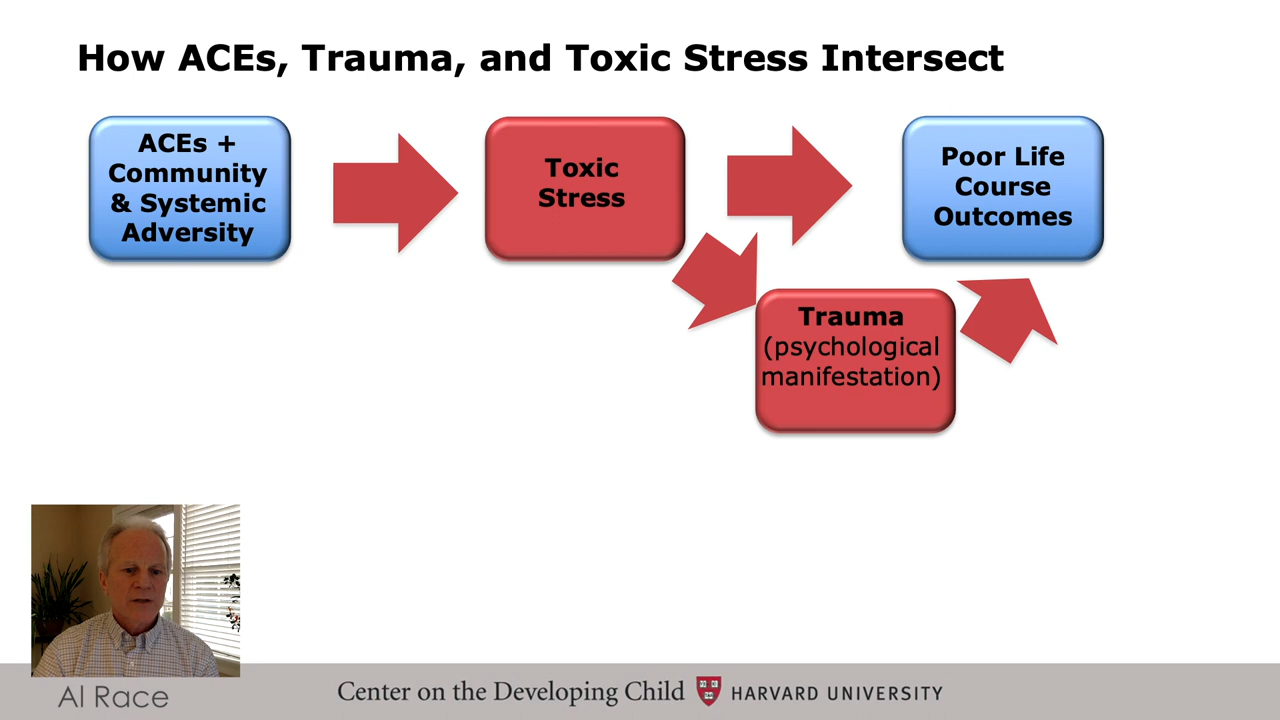 How ACEs, Trauma, and Toxic Stress Intersect
ACEs +
Community
& Systemic
Adversity
Toxic
Stress
Poor Life
Course
Outcomes
Trauma
(psychological
manifestation)
Al Race
Center on the Developing Child HARVARD UNIVERSITY